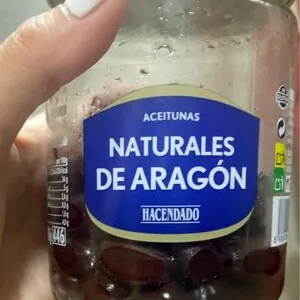 ACEITUNAS
NATURALES
DE ARAGÓN
HACENDADO